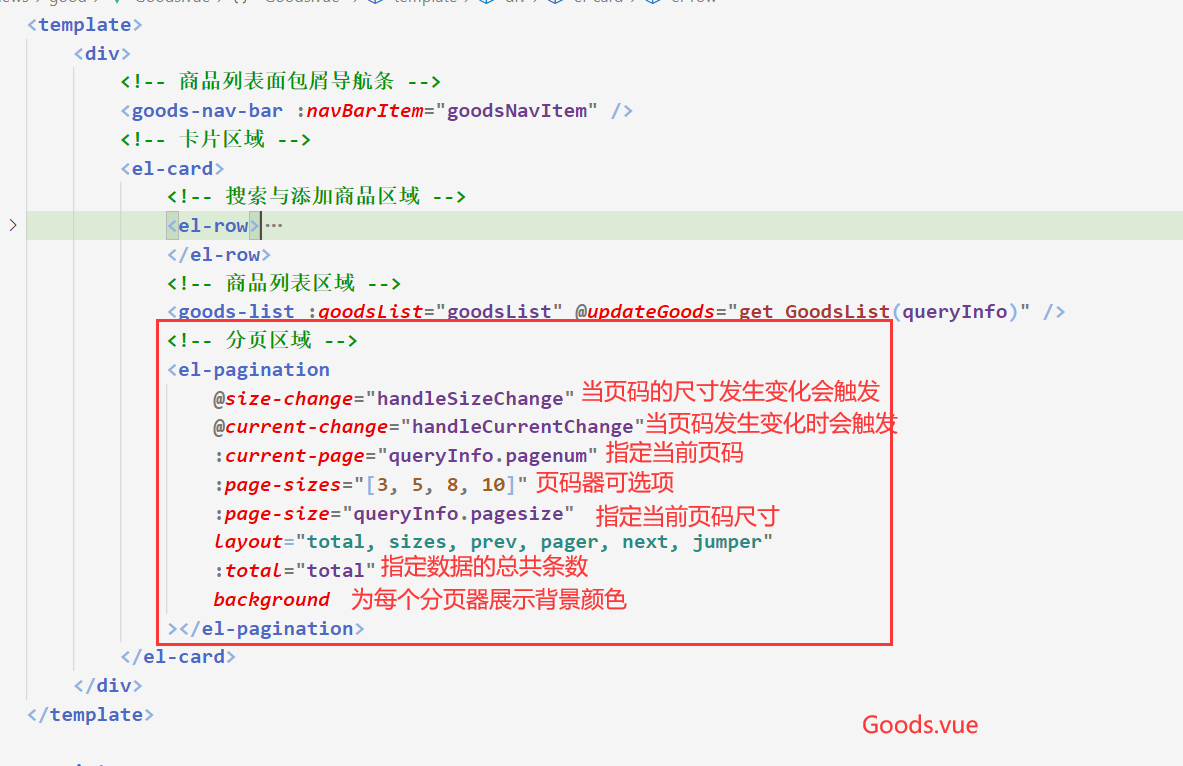 <template>
<div>
<!-- 商品列表面包屑导航条 -->
<goods-nav-bar :navBarItem="goodsNavItem" />
<!-- 卡片区域 -->
<el-card>
<!-- 搜索与添加商品区域 -->
<el-row>···
</el-row>
<!-- 商品列表区域 -->
<goods-list :goodsList="goodsList" @updateGoods="get_GoodsList(queryInfo)" />
<!-- 分页区域 -->
<el-pagination
@size-change="handleSizeChange" 当页码的尺寸发生变化会触发
@current-change="handleCurrentChange" 当页码发生变化时会触发
:current-page="queryInfo.pagenum" 指定当前页码
:page-sizes="[3, 5, 8, 10]" 页码器可选项
:page-size="queryInfo.pagesize" 指定当前页码尺寸
layout="total, sizes, prev, pager, next, jumper"
:total="total" 指定数据的总共条数
background 为每个分页器展示背景颜色
></el-pagination>
</el-card>
</div>
</template>
Goods.vue